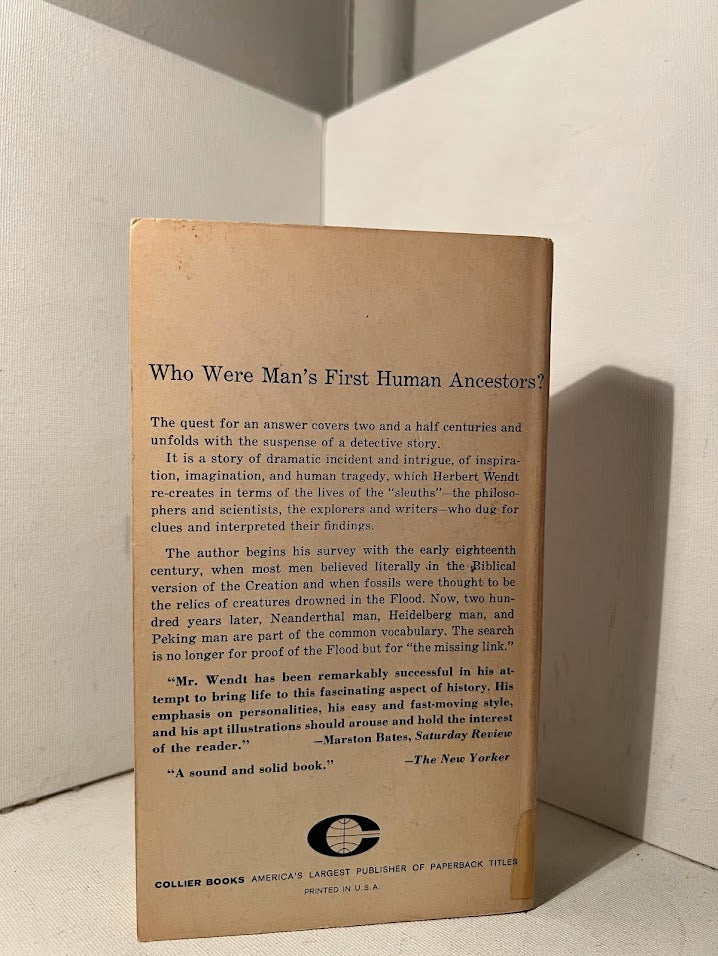 Who Were Man's First Human Ancestors?
The quest for an answer covers two and a half centuries and
unfolds with the suspense of a detective story.
It is a story of dramatic incident and intrigue, of inspira-
tion, imagination, and human tragedy, which Herbert Wendt
re-creates in terms of the lives of the “sleuths”—the philoso-
phers and scientists, the explorers and writers—who dug for
clues and interpreted their findings.
The author begins his survey with the early eighteenth
century, when most men believed literally in the Biblical
version of the Creation and when fossils were thought to be
the relics of creatures drowned in the Flood. Now, two hun-
dred years later, Neanderthal man, Heidelberg man, and
Peking man are part of the common vocabulary. The search
is no longer for proof of the Flood but for “the missing link.”
“Mr. Wendt has been remarkably successful in his at-
tempt to bring life to this fascinating aspect of history. His
emphasis on personalities, his easy and fast-moving style,
and his apt illustrations should arouse and hold the interest
of the reader.” —Marston Bates, Saturday Review
“A sound and solid book.” —The New Yorker
COLLIER BOOKS AMERICA'S LARGEST PUBLISHER OF PAPERBACK TITLES
PRINTED IN U.S.A.